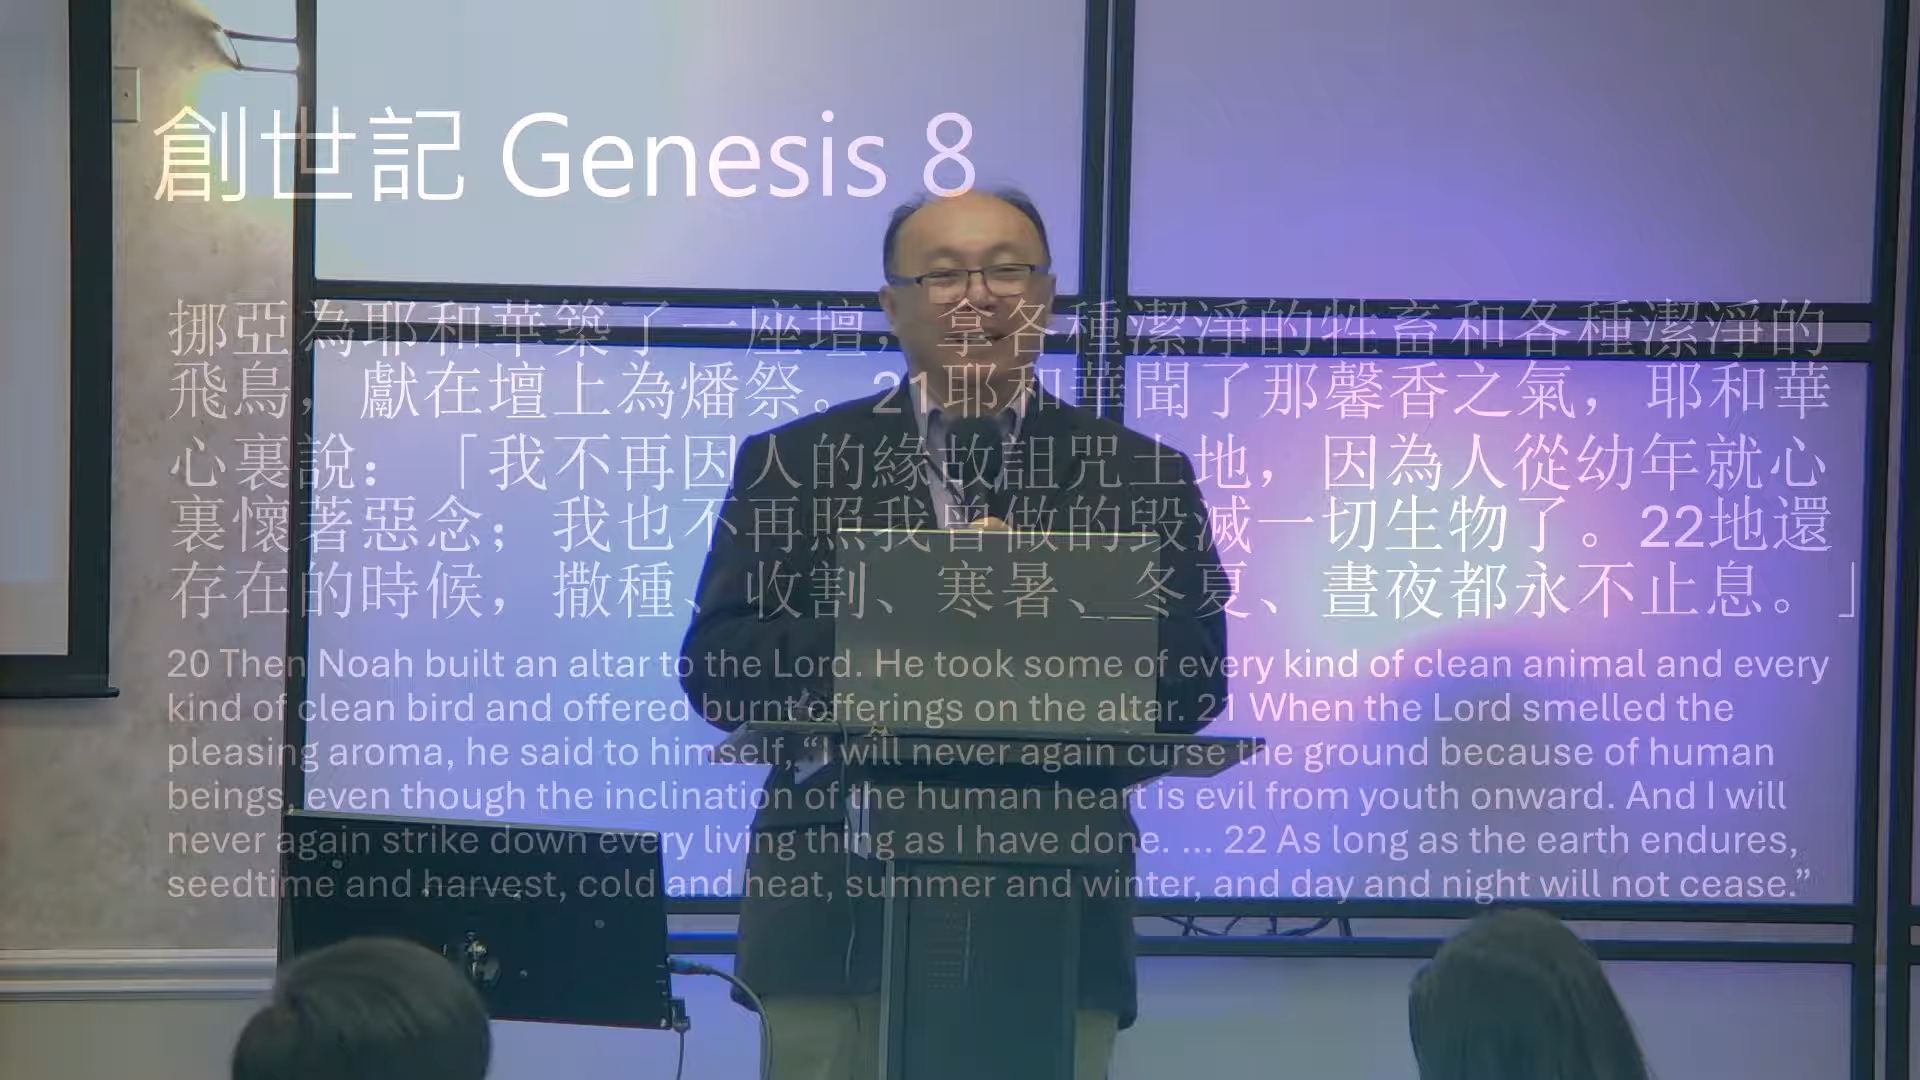 創世記 Genesis 8
挪亞為耶和華築了一座壇，拿各種潔淨的牲畜和各種潔淨的
飛鳥，獻在壇上為燔祭。21耶和華聞了那馨香之氣，耶和華
心裏說：「我不再因人的緣故詛咒土地，因為人從幼年就心
裏懷著惡念；我也不再照我曾做的毀滅一切生物了。22地還
存在的時候，撒種、收割、寒暑、冬夏、晝夜都永不止息。」
20 Then Noah built an altar to the Lord. He took some of every kind of clean animal and every
kind of clean bird and offered burnt offerings on the altar. 21 When the Lord smelled the
pleasing aroma, he said to himself, “I will never again curse the ground because of human
beings, even though the inclination of the human heart is evil from youth onward. And I will
never again strike down every living thing as I have done. ... 22 As long as the earth endures,
seedtime and harvest, cold and heat, summer and winter, and day and night will not cease.”